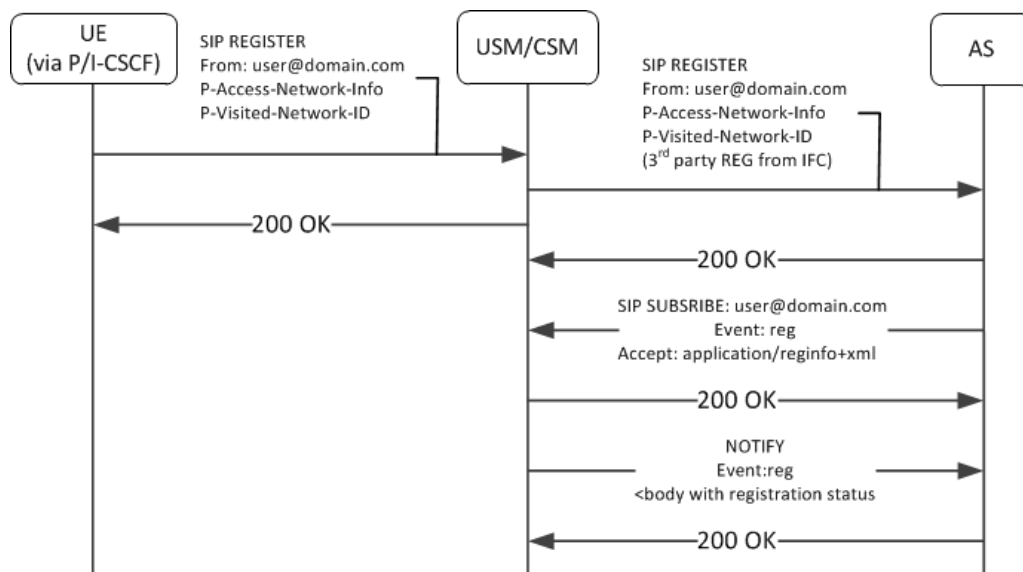 UE
(via P/I-CSCF)
USM/CSM
AS
SIP REGISTER
From: user@domain.com
P-Access-Network-Info
P-Visited-Network-ID
SIP REGISTER
From: user@domain.com
P-Access-Network-Info
P-Visited-Network-ID
(3rd party REG from IFC)
200 OK
200 OK
SIP SUBSRIBE: user@domain.com
Event: reg
Accept: application/reginfo+xml
200 OK
NOTIFY
Event:reg
<body with registration status
200 OK